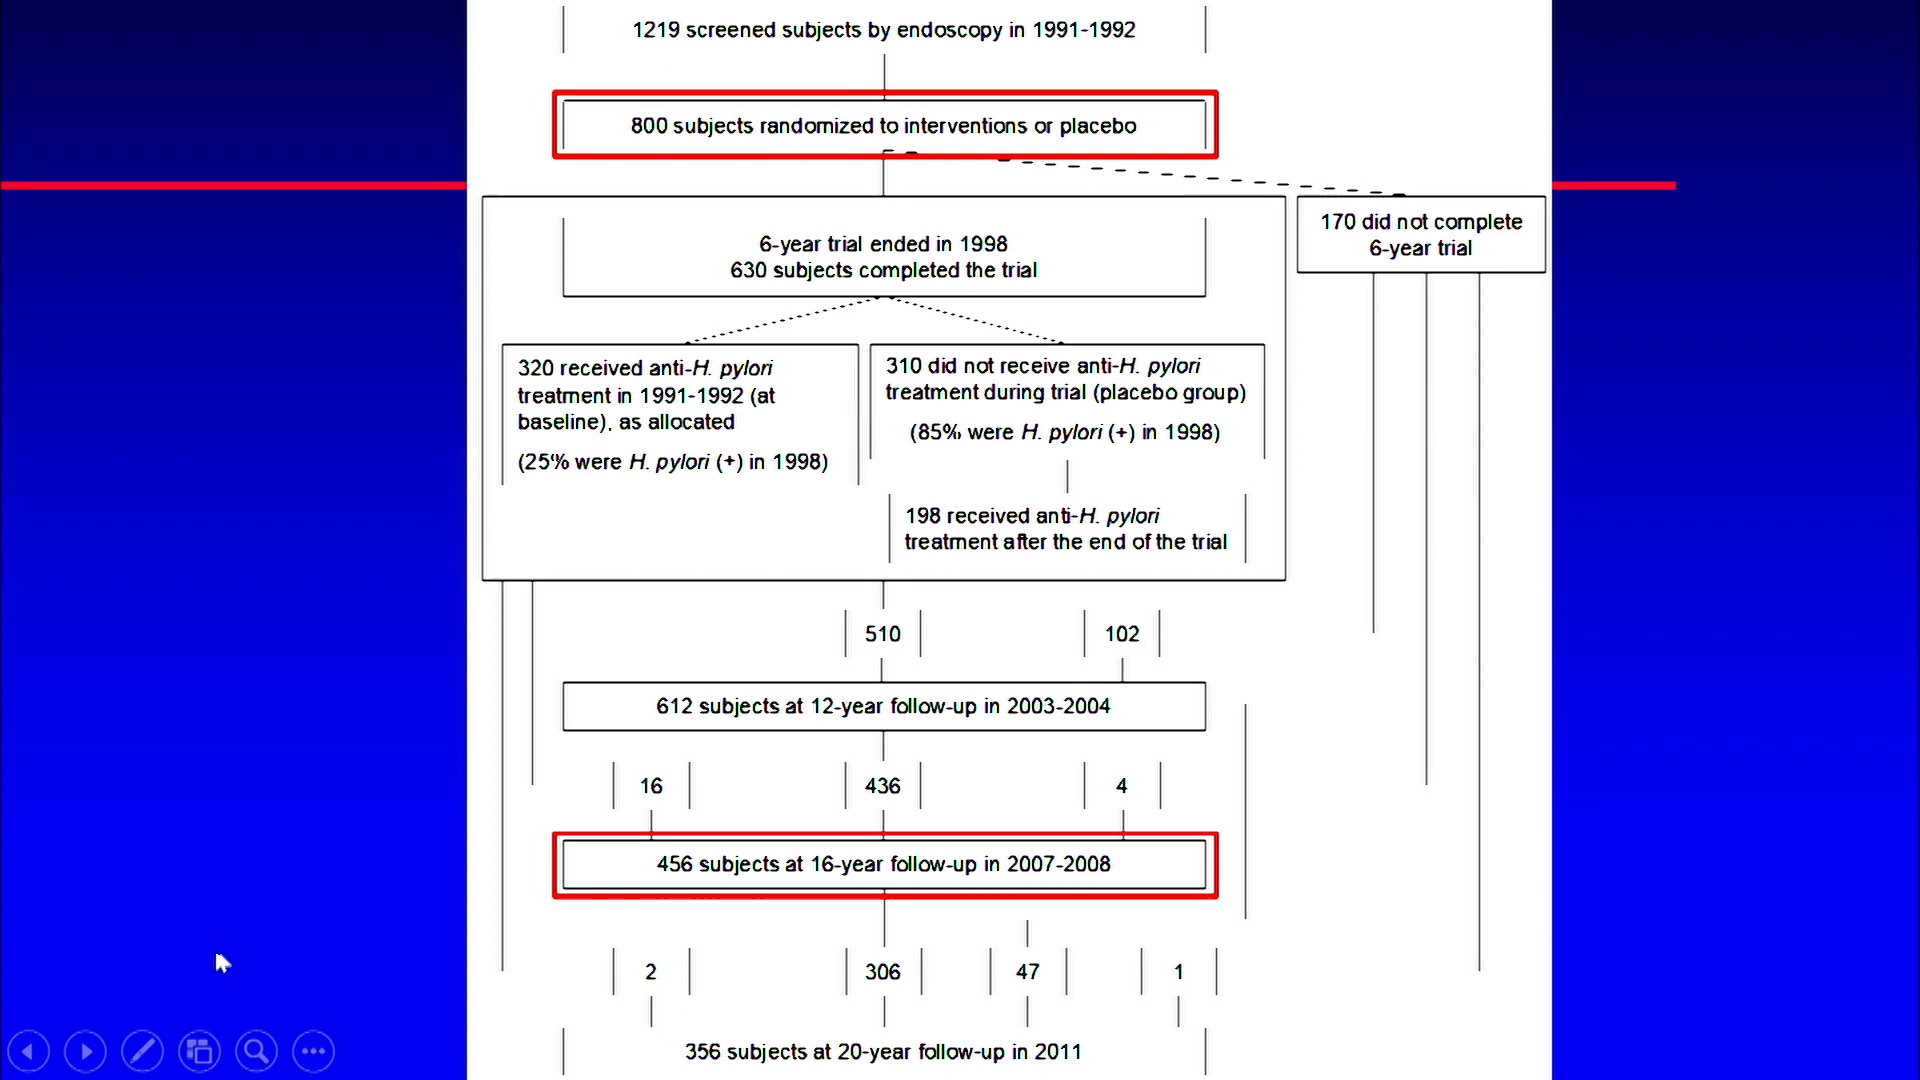 1219 screened subjects by endoscopy in 1991-1992
800 subjects randomized to interventions or placebo
170 did not complete
6-year trial
6-year trial ended in 1998
630 subjects completed the trial
320 received anti-H. pylori
treatment in 1991-1992 (at
baseline), as allocated
(25% were H. pylori (+) in 1998)
310 did not receive anti-H. pylori
treatment during trial (placebo group)
(85% were H. pylori (+) in 1998)
198 received anti-H. pylori
treatment after the end of the trial
510 102
612 subjects at 12-year follow-up in 2003-2004
16 436 4
456 subjects at 16-year follow-up in 2007-2008
2 306 47 1
356 subjects at 20-year follow-up in 2011